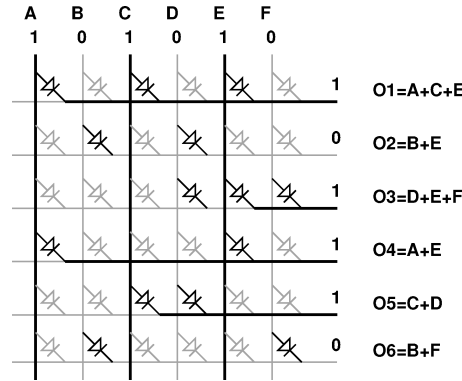 A B C D E F
1 0 1 0 1 0
1 O1=A+C+E
0 O2=B+E
1 O3=D+E+F
1 O4=A+E
1 O5=C+D
0 O6=B+F